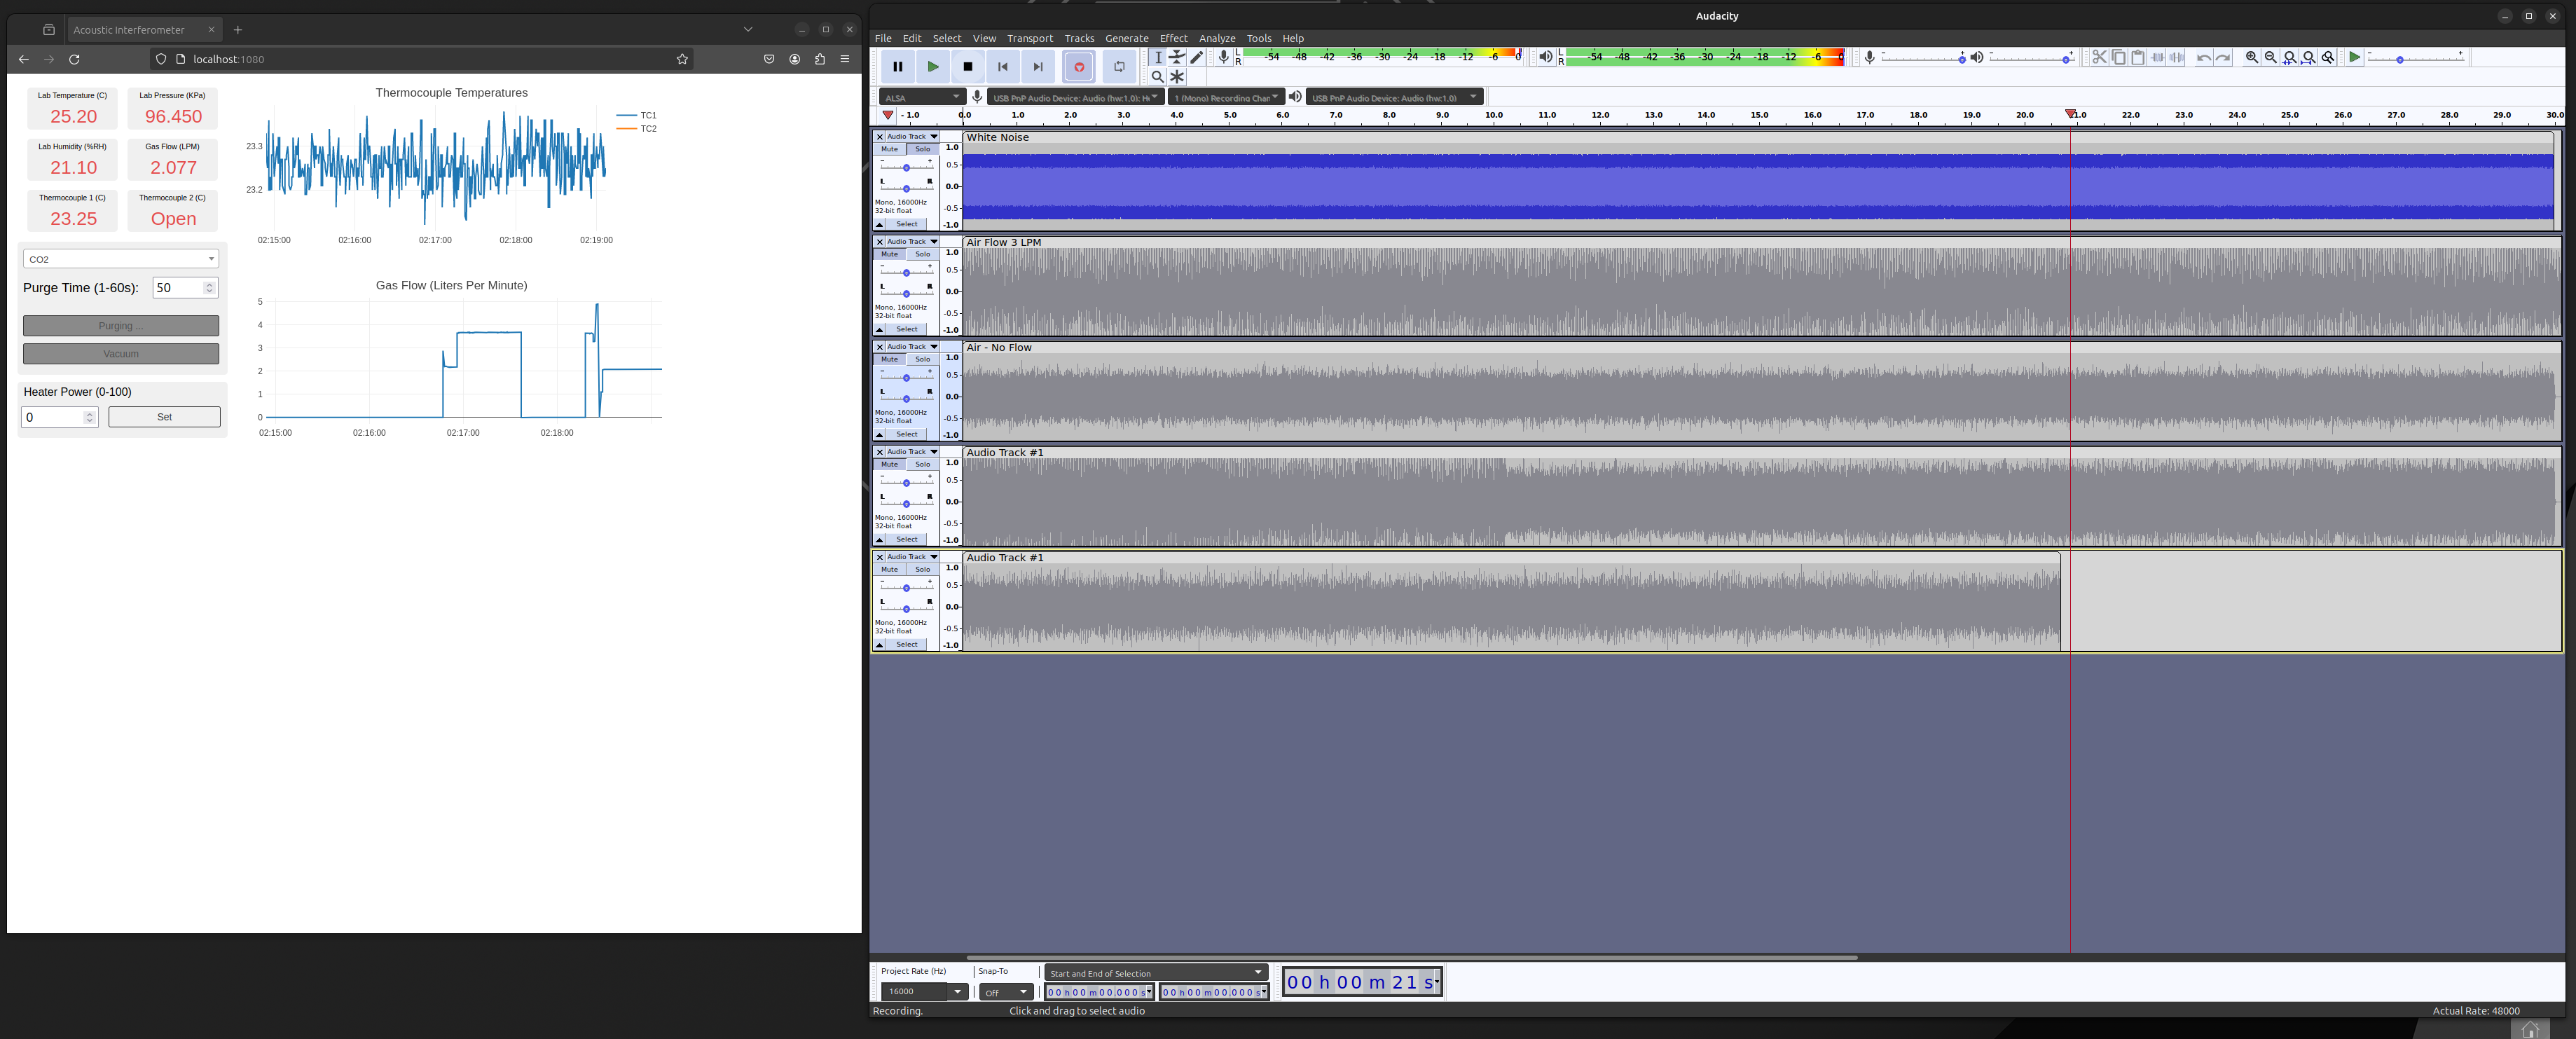 Acoustic Interferometer
localhost:1080
Lab Temperature (C)
25.20
Lab Pressure (KPa)
96.450
Lab Humidity (%RH)
21.10
Gas Flow (LPM)
2.077
Thermocouple 1 (C)
23.25
Thermocouple 2 (C)
Open
CO2
Purge Time (1-60s):
50
Purging ...
Vacuum
Heater Power (0-100)
0
Set
Thermocouple Temperatures
TC1
TC2
23.3
23.2
02:15:00 02:16:00 02:17:00 02:18:00 02:19:00
Gas Flow (Liters Per Minute)
5
4
3
2
1
0
02:15:00 02:16:00 02:17:00 02:18:00
Audacity
File Edit Select View Transport Tracks Generate Effect Analyze Tools Help
L -54 -48 -42 -36 -30 -24 -18 -12 -6 0
R
L -54 -48 -42 -36 -30 -24 -18 -12 -6 0
R
ALSA
USB PnP Audio Device: Audio (hw:1,0):
1 (Mono) Recording Chan
USB PnP Audio Device: Audio (hw:1,0)
- 1.0 0.0 1.0 2.0 3.0 4.0 5.0 6.0 7.0 8.0 9.0 10.0 11.0 12.0 13.0 14.0 15.0 16.0 17.0 18.0 19.0 20.0 21.0 22.0 23.0 24.0 25.0 26.0 27.0 28.0 29.0 30.0
Audio Track
White Noise
Mute Solo
- +
L R
Mono, 16000Hz
32-bit float
Select
1.0
0.5
0.0
-0.5
-1.0
Audio Track
Air Flow 3 LPM
Mute Solo
- +
L R
Mono, 16000Hz
32-bit float
Select
1.0
0.5
0.0
-0.5
-1.0
Audio Track
Air - No Flow
Mute Solo
- +
L R
Mono, 16000Hz
32-bit float
Select
1.0
0.5
0.0
-0.5
-1.0
Audio Track
Audio Track #1
Mute Solo
- +
L R
Mono, 16000Hz
32-bit float
Select
1.0
0.5
0.0
-0.5
-1.0
Audio Track
Audio Track #1
Mute Solo
- +
L R
Mono, 16000Hz
32-bit float
Select
1.0
0.5
0.0
-0.5
-1.0
Project Rate (Hz)
Snap-To
Start and End of Selection
16000
Off
00 h 00 m 00.000 s
00 h 00 m 00.000 s
00 h 00 m 21 s
Recording.
Click and drag to select audio
Actual Rate: 48000